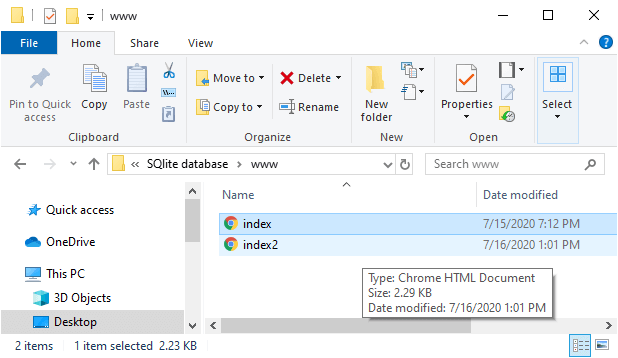 www
File Home Share View
Pin to Quick access
Copy
Paste
Clipboard
Move to
Copy to
Delete
Rename
Organize
New folder
New
Properties
Open
Select
SQlite database > www
Search www
Quick access
OneDrive
This PC
3D Objects
Desktop
Name Date modified
index 7/15/2020 7:12 PM
index2 7/16/2020 1:01 PM
Type: Chrome HTML Document
Size: 2.29 KB
Date modified: 7/16/2020 1:01 PM
2 items 1 item selected 2.23 KB